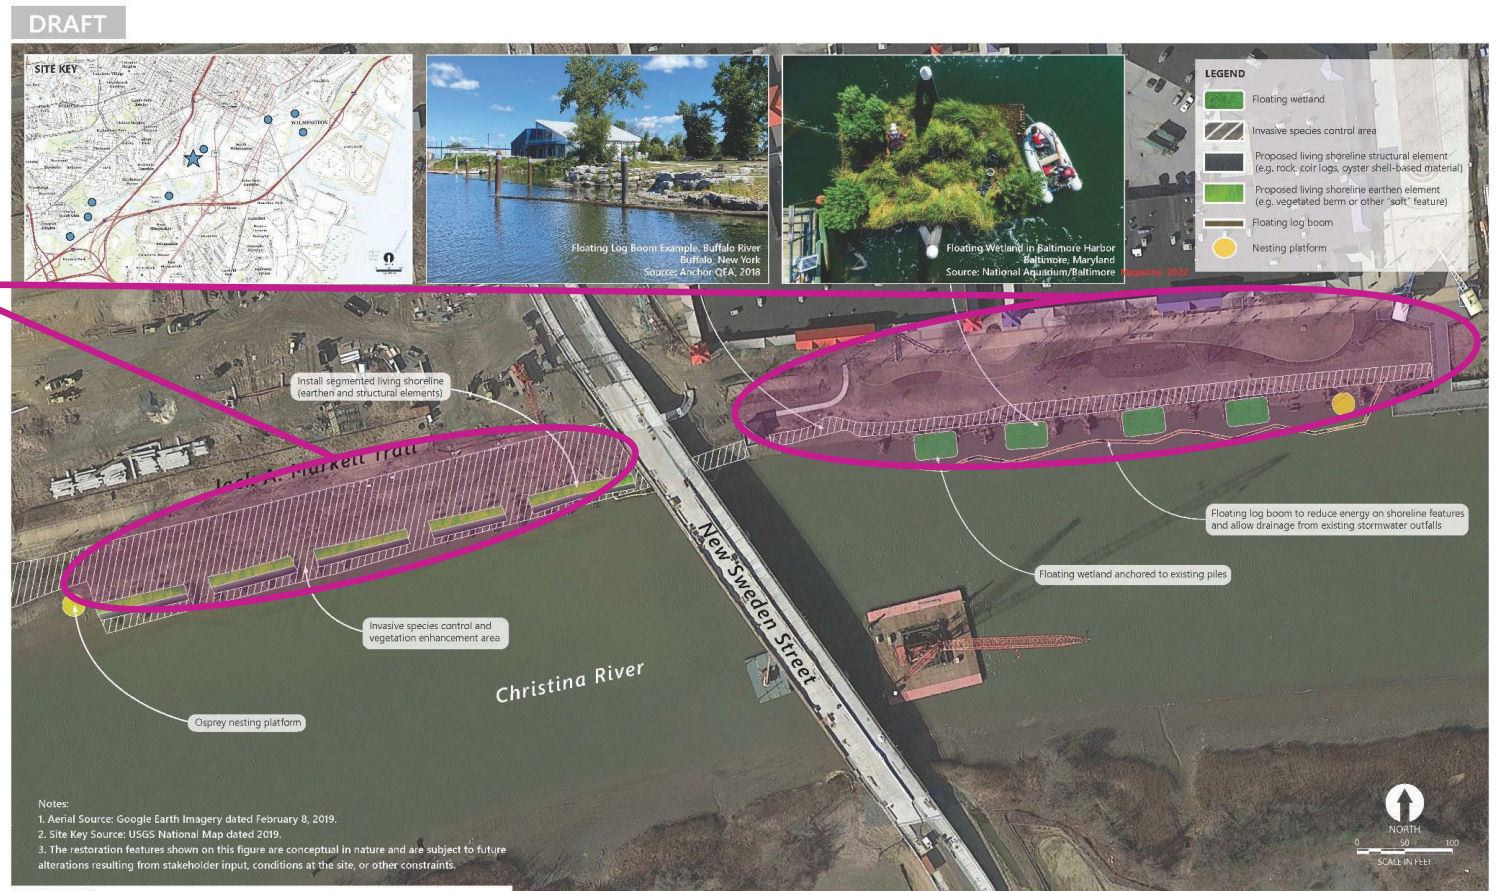 DRAFT
SITE KEY
WILMINGTON
Floating Log Boom Example, Buffalo River
Buffalo, New York
Source: Anchor QEA, 2018
Floating Wetland in Baltimore Harbor
Baltimore, Maryland
Source: National Aquarium/Baltimore Magazine, 2022
LEGEND
Floating wetland
Invasive species control area
Proposed living shoreline structural element
(e.g. rock, coir logs, oyster shell-based material)
Proposed living shoreline earthen element
(e.g. vegetated berm or other "soft" feature)
Floating log boom
Nesting platform
Install segmented living shoreline
(earthen and structural elements)
Jack A. Markell Trail
New Sweden Street
Floating log boom to reduce energy on shoreline features
and allow drainage from existing stormwater outfalls
Floating wetland anchored to existing piles
Invasive species control and
vegetation enhancement area
Christina River
Osprey nesting platform
Notes:
1. Aerial Source: Google Earth Imagery dated February 8, 2019.
2. Site Key Source: USGS National Map dated 2019.
3. The restoration features shown on this figure are conceptual in nature and are subject to future
alterations resulting from stakeholder input, conditions at the site, or other constraints.
NORTH
0 50 100
SCALE IN FEET